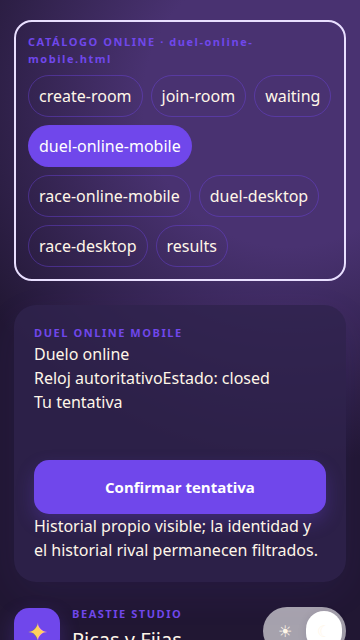 CATÁLOGO ONLINE · duel-online-
mobile.html
create-room join-room waiting
duel-online-mobile
race-online-mobile duel-desktop
race-desktop results
DUEL ONLINE MOBILE
Duelo online
Reloj autoritativoEstado: closed
Tu tentativa
Confirmar tentativa
Historial propio visible; la identidad y
el historial rival permanecen filtrados.
BEASTIE STUDIO
Picas y Fijas